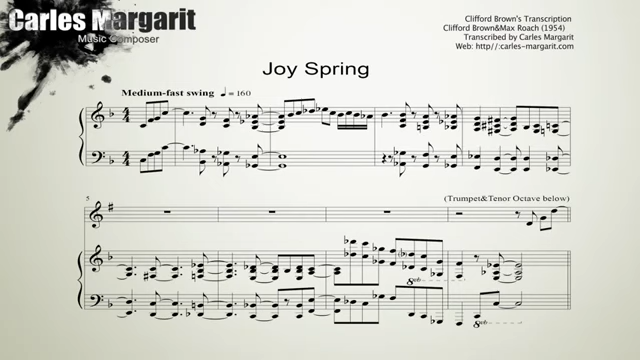 Carles Margarit
Music Composer
Clifford Brown's Transcription
Clifford Brown&Max Roach (1954)
Transcribed by Carles Margarit
Web: http//:carles-margarit.com
Joy Spring
Medium-fast swing ♩ = 160
5
(Trumpet&Tenor Octave below)
8vb
8vb